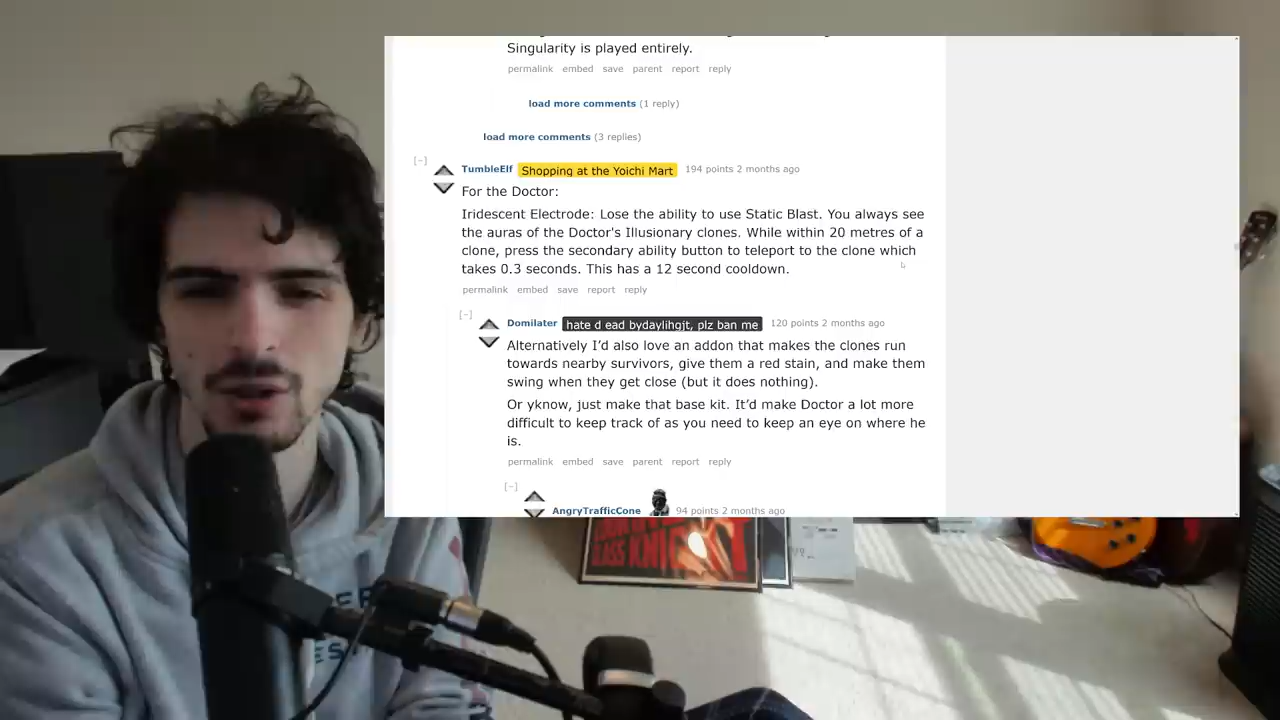 Singularity is played entirely.
permalink embed save parent report reply
load more comments (1 reply)
load more comments (3 replies)
[-]
TumbleElf Shopping at the Yoichi Mart 194 points 2 months ago
For the Doctor:
Iridescent Electrode: Lose the ability to use Static Blast. You always see
the auras of the Doctor's Illusionary clones. While within 20 metres of a
clone, press the secondary ability button to teleport to the clone which
takes 0.3 seconds. This has a 12 second cooldown.
permalink embed save report reply
[-]
Domilater hate d ead bydaylihgjt, plz ban me 120 points 2 months ago
Alternatively I’d also love an addon that makes the clones run
towards nearby survivors, give them a red stain, and make them
swing when they get close (but it does nothing).
Or yknow, just make that base kit. It’d make Doctor a lot more
difficult to keep track of as you need to keep an eye on where he
is.
permalink embed save parent report reply
[-]
AngryTrafficCone 94 points 2 months ago